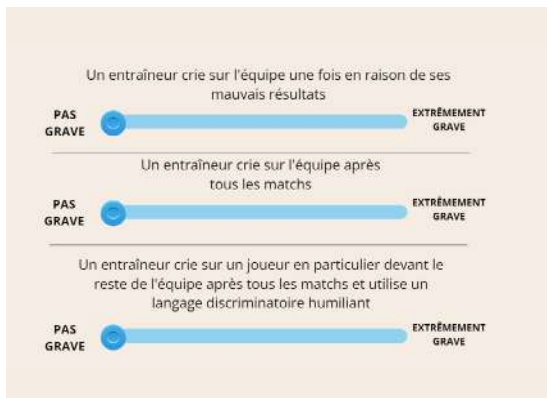 Un entraîneur crie sur l'équipe une fois en raison de ses
mauvais résultats
PAS
GRAVE
EXTRÊMEMENT
GRAVE
Un entraîneur crie sur l'équipe après
tous les matchs
PAS
GRAVE
EXTRÊMEMENT
GRAVE
Un entraîneur crie sur un joueur en particulier devant le
reste de l'équipe après tous les matchs et utilise un
langage discriminatoire humiliant
PAS
GRAVE
EXTRÊMEMENT
GRAVE